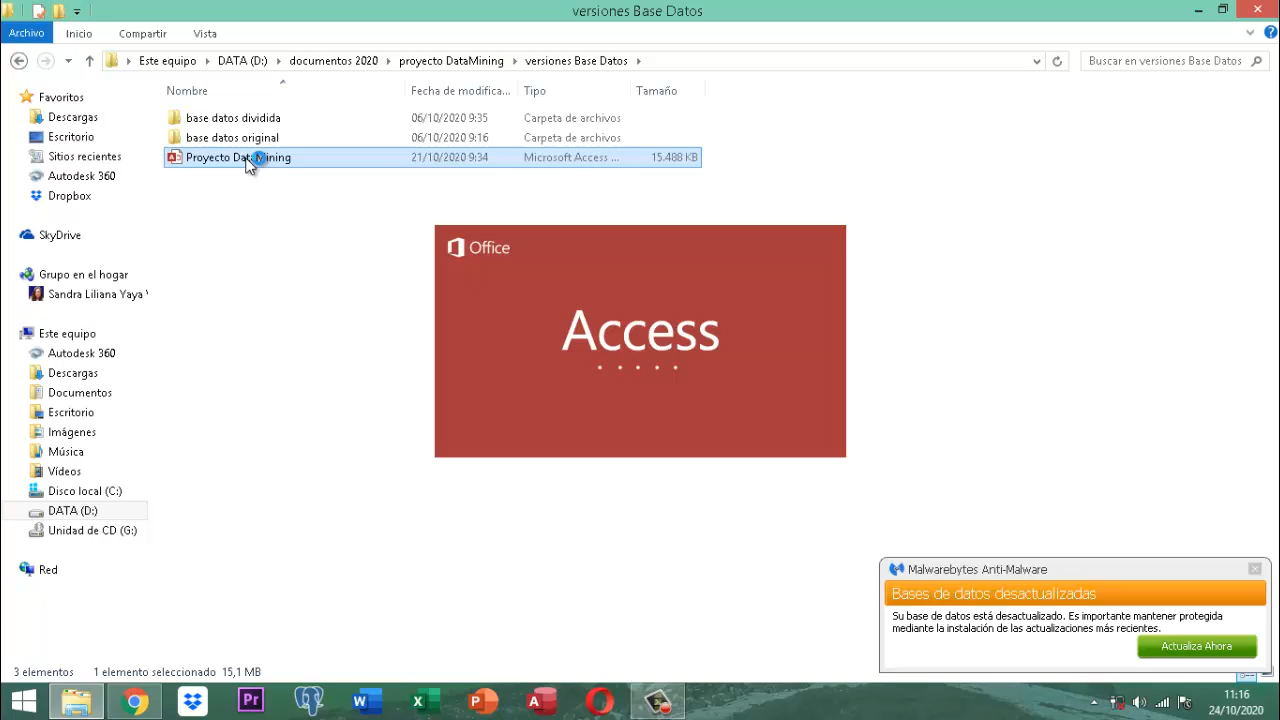 versiones Base Datos
Archivo Inicio Compartir Vista
Este equipo DATA (D:) documentos 2020 proyecto DataMining versiones Base Datos
Buscar en versiones Base Datos
Nombre Fecha de modifica... Tipo Tamaño
base datos dividida 06/10/2020 9:35 Carpeta de archivos
base datos original 06/10/2020 9:16 Carpeta de archivos
Proyecto DataMining 21/10/2020 9:34 Microsoft Access ... 15.488 KB
Favoritos
Descargas
Escritorio
Sitios recientes
Autodesk 360
Dropbox
SkyDrive
Grupo en el hogar
Sandra Liliana Yaya
Este equipo
Autodesk 360
Descargas
Documentos
Escritorio
Imágenes
Música
Vídeos
Disco local (C:)
DATA (D:)
Unidad de CD (G:)
Red
Office
Access
Malwarebytes Anti-Malware
Bases de datos desactualizadas
Su base de datos está desactualizado. Es importante mantener protegida
mediante la instalación de las actualizaciones más recientes.
Actualiza Ahora
3 elementos 1 elemento seleccionado 15,1 MB
11:16
24/10/2020